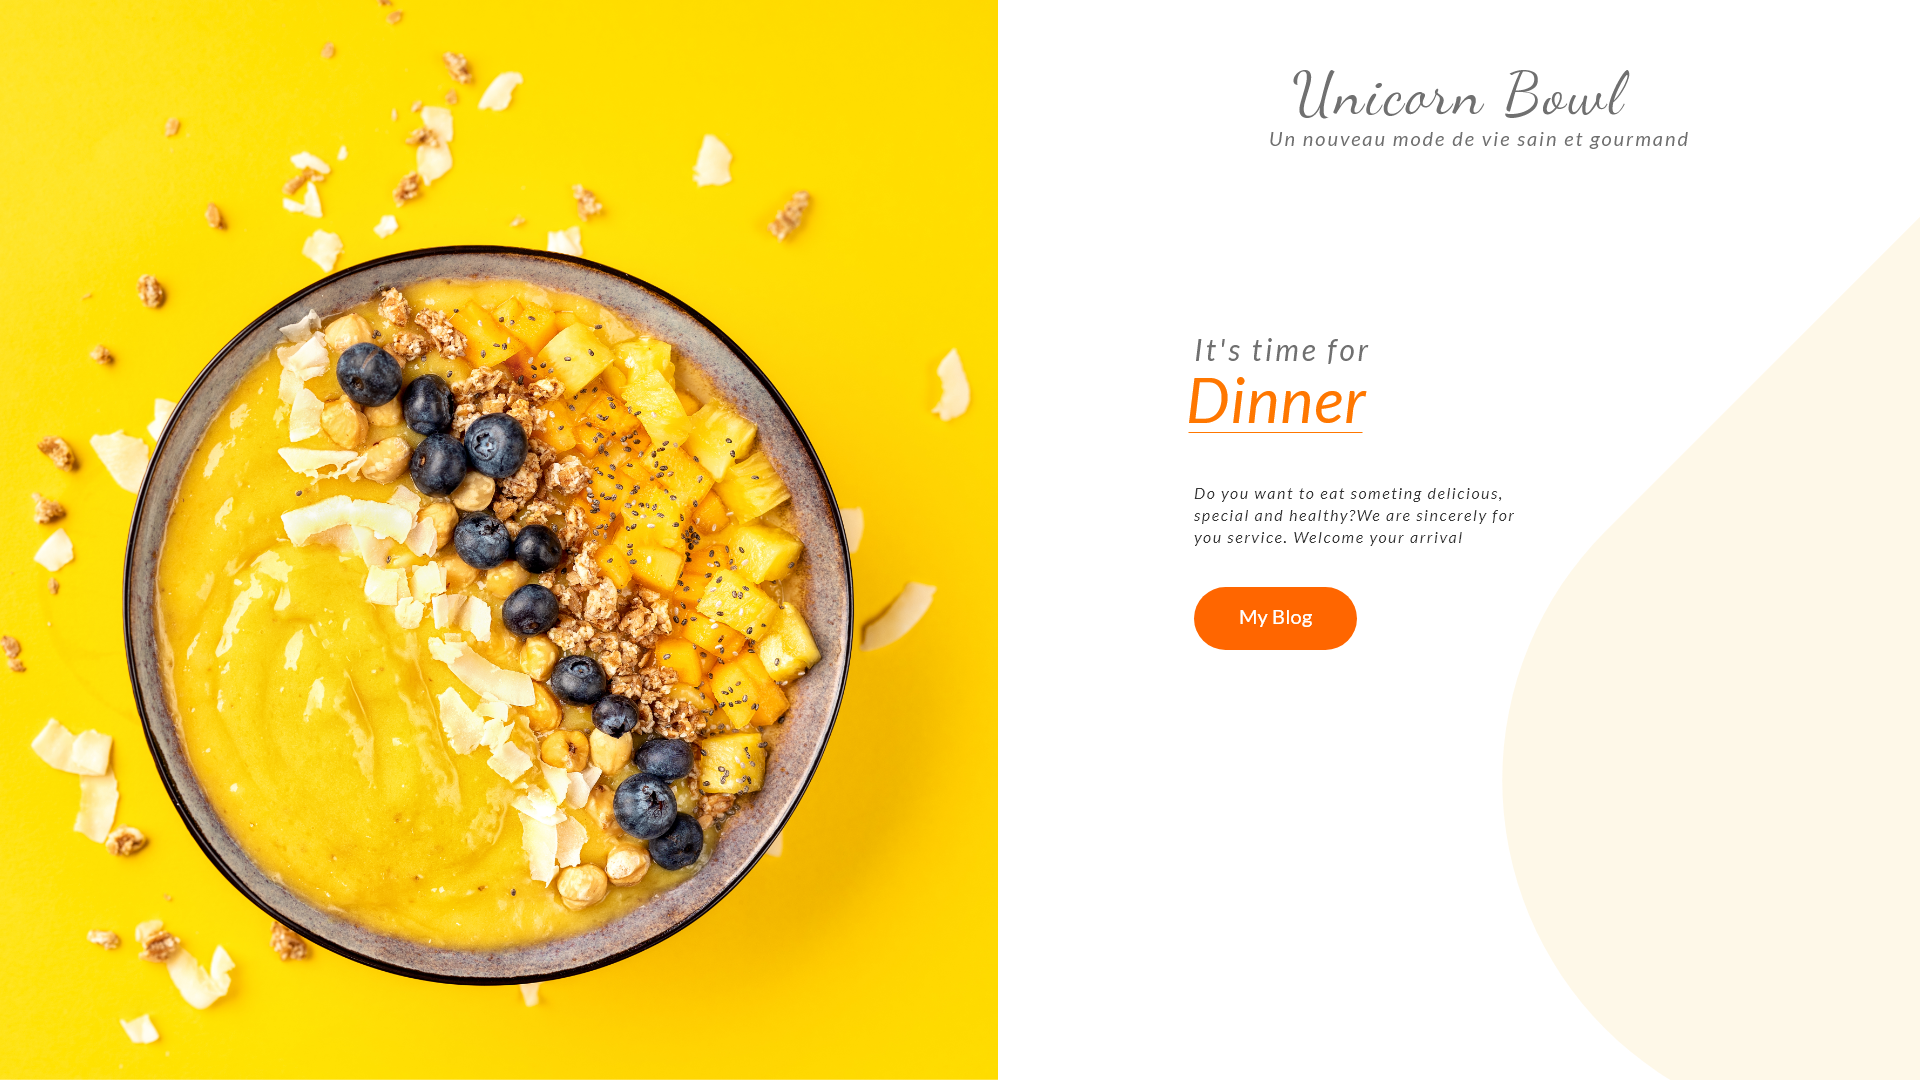 Unicorn Bowl
Un nouveau mode de vie sain et gourmand
It's time for
Dinner
Do you want to eat someting delicious,
special and healthy?We are sincerely for
you service. Welcome your arrival
My Blog